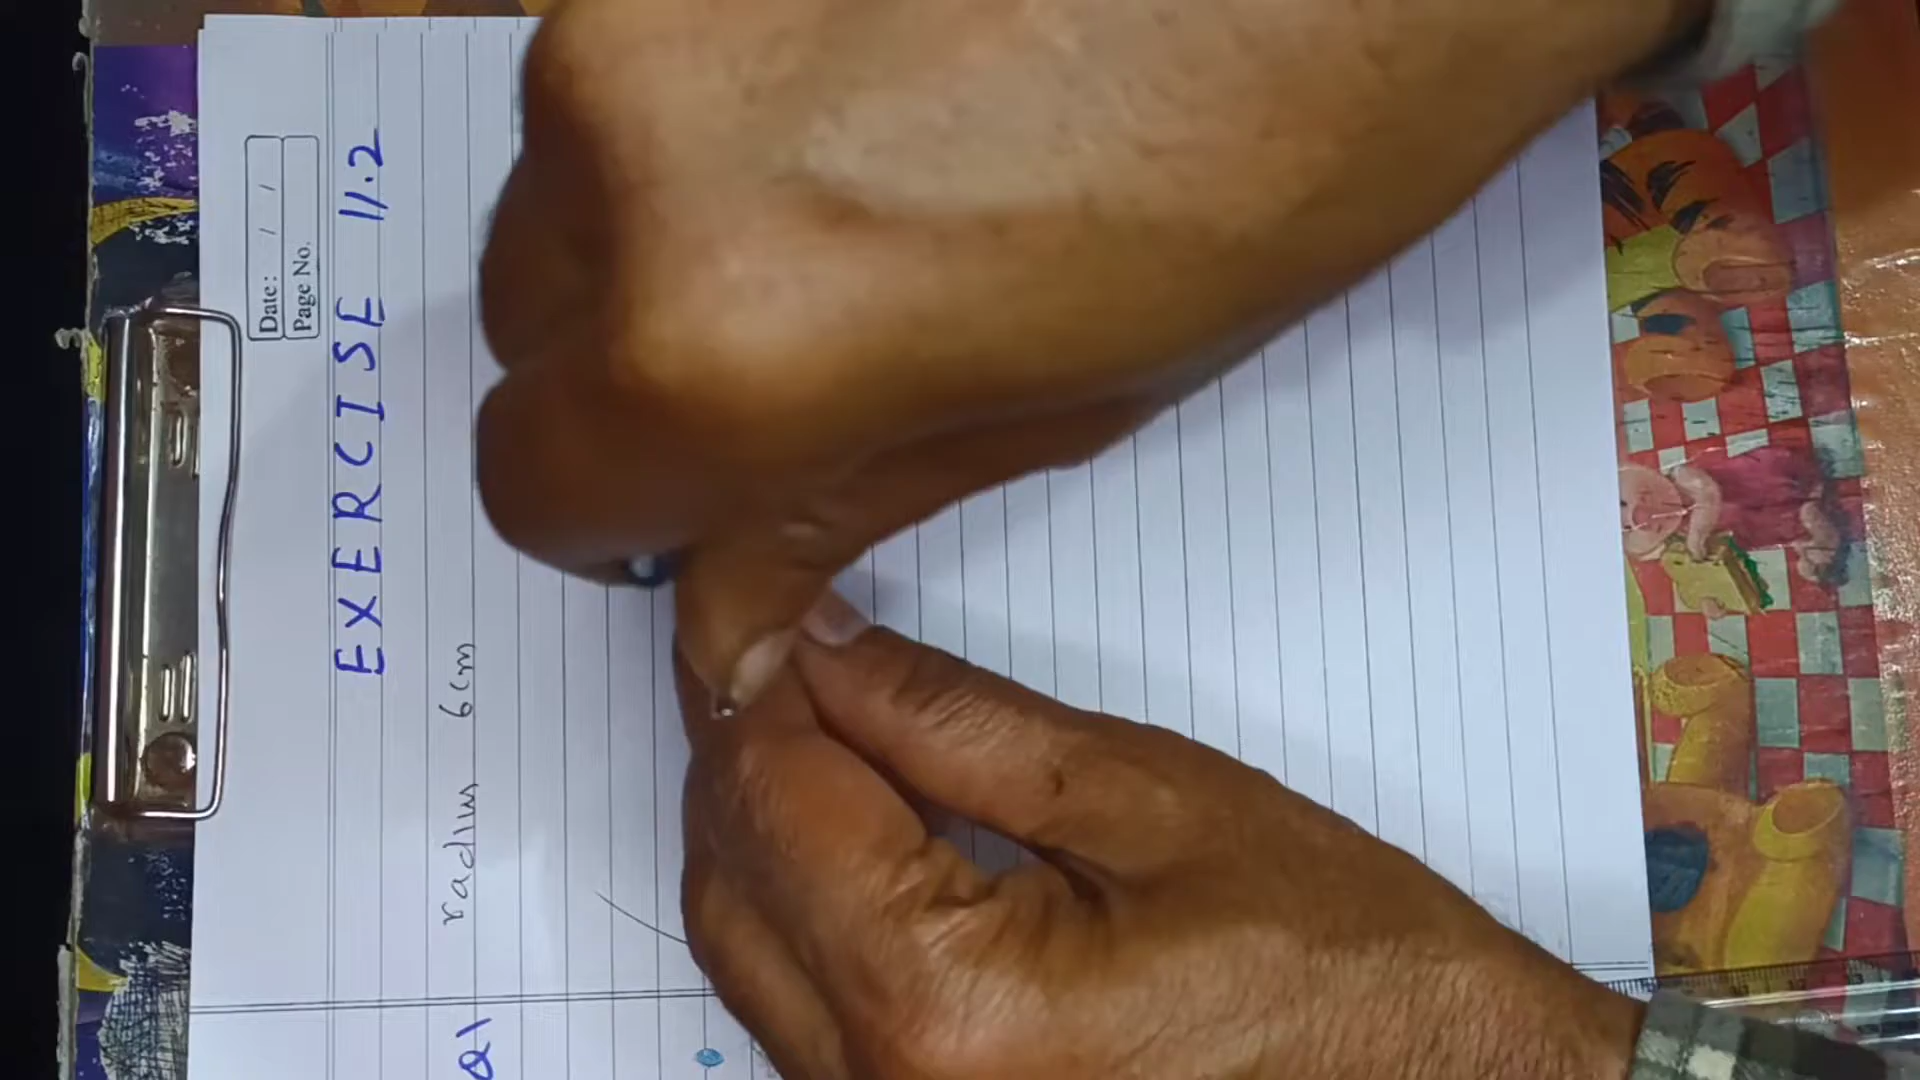 Date: / /
Page No.
EXERCISE 11.2
Q1 radius 6cm